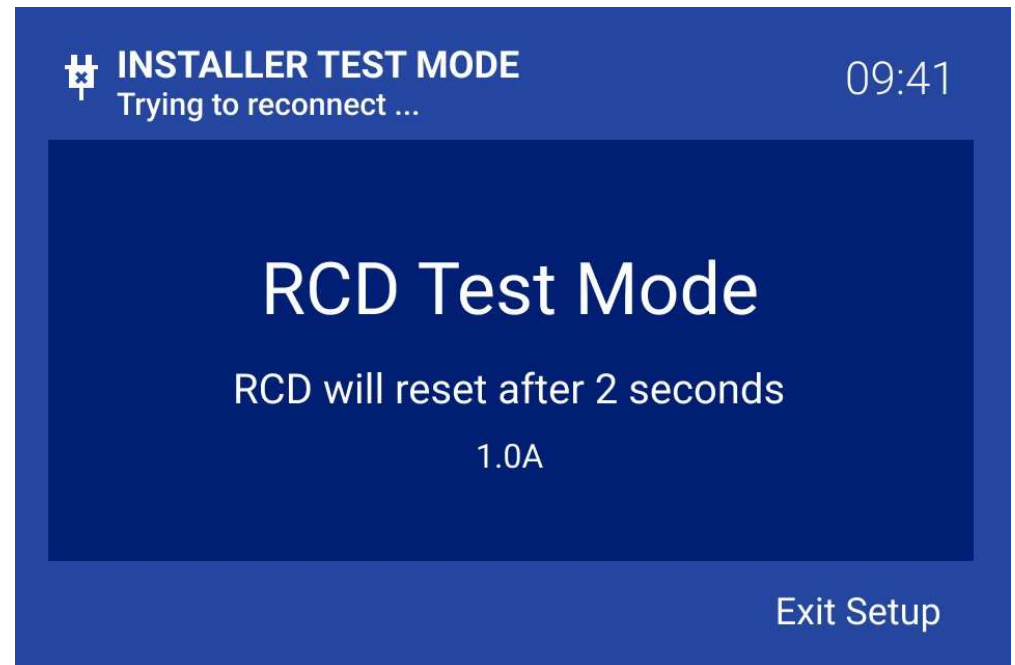 INSTALLER TEST MODE
Trying to reconnect ...
09:41
RCD Test Mode
RCD will reset after 2 seconds
1.0A
Exit Setup